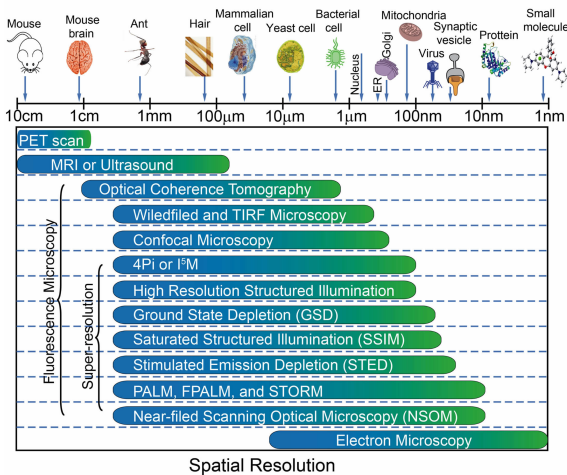 Mouse
Mouse
brain
Ant
Hair
Mammalian
cell
Yeast cell
Bacterial
cell
Nucleus
ER
Golgi
Mitochondria
Virus
Synaptic
vesicle
Prottein
Small
molecule
10cm 1cm 1mm 100μm 10μm 1μm 100nm 10nm 1nm
PET scan
MRI or Ultrasound
Optical Coherence Tomography
Wiledfiled and TIRF Microscopy
Confocal Microscopy
4Pi or I⁵M
High Resolution Structured Illumination
Ground State Depletion (GSD)
Saturated Structured Illumination (SSIM)
Stimulated Emission Depletion (STED)
PALM, FPALM, and STORM
Near-filed Scanning Optical Microscopy (NSOM)
Electron Microscopy
Fluorescence Microscopy
Super-resolution
Spatial Resolution